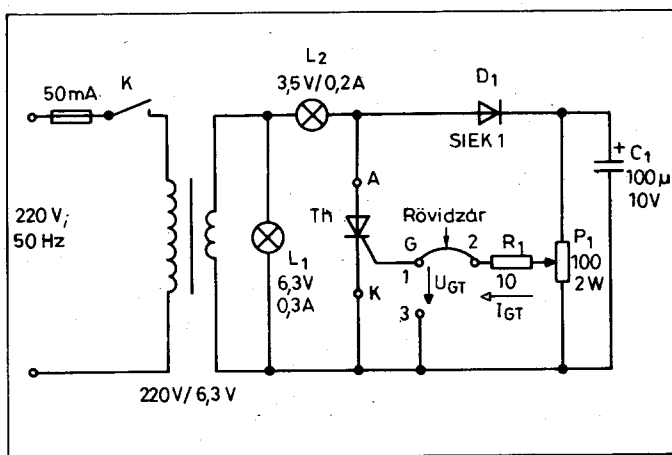 L2
3,5V/0,2A
50mA
K
D1
SIEK 1
+
C1
100µ
10V
A
Th
Rövidzár
G
1
2
R1
10
P1
100
2W
220 V;
50 Hz
L1
6,3V
0,3A
K
UGT
IGT
3
220V/6,3V